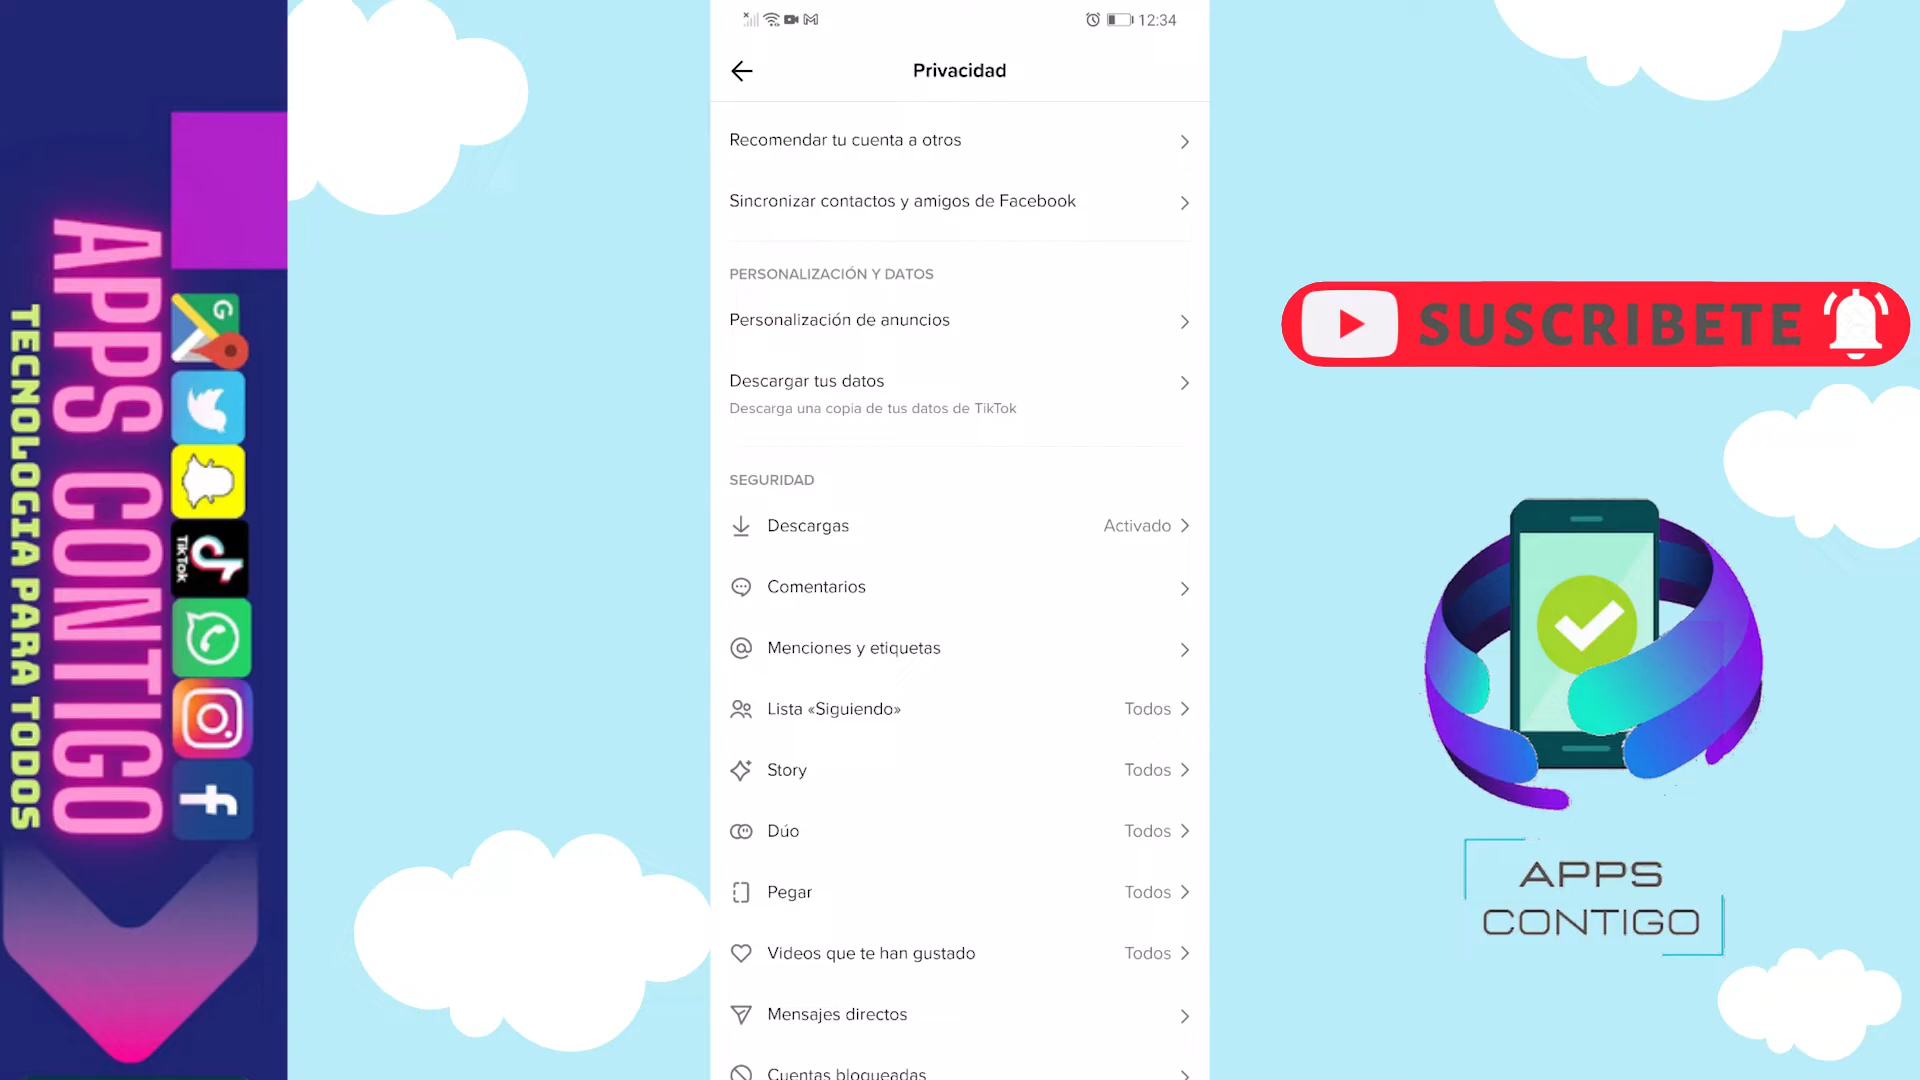 APPS CONTIGO
TECNOLOGIA PARA TODOS
G
TikTok
12:34
Privacidad
Recomendar tu cuenta a otros
Sincronizar contactos y amigos de Facebook
PERSONALIZACIÓN Y DATOS
Personalización de anuncios
Descargar tus datos
Descarga una copia de tus datos de TikTok
SEGURIDAD
Descargas Activado
Comentarios
Menciones y etiquetas
Lista «Siguiendo» Todos
Story Todos
Dúo Todos
Pegar Todos
Videos que te han gustado Todos
Mensajes directos
Cuentas bloqueadas
SUSCRIBETE
APPS
CONTIGO